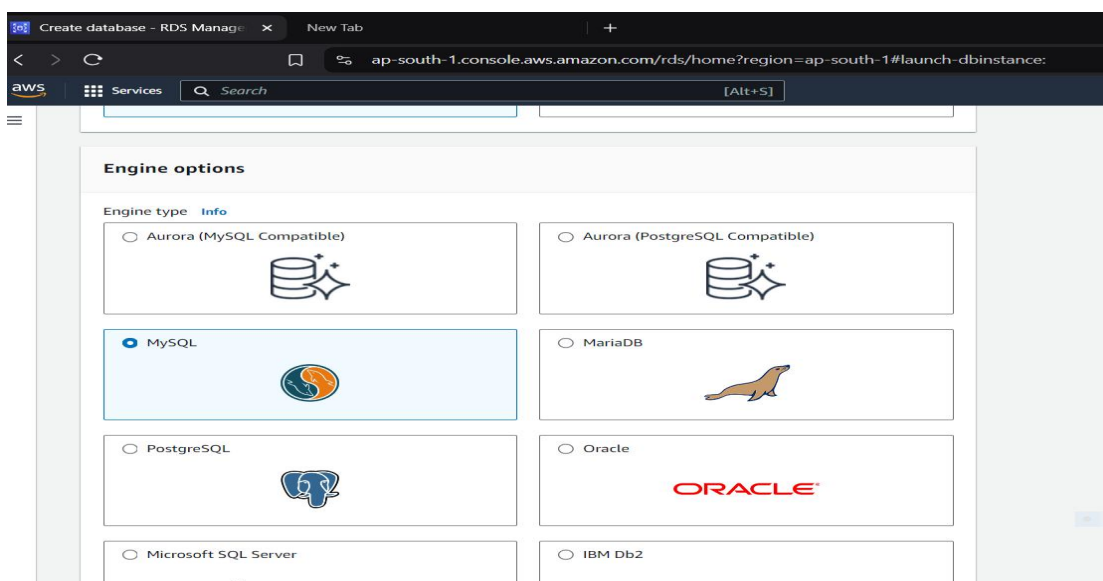 Create database - RDS Manage
New Tab
ap-south-1.console.aws.amazon.com/rds/home?region=ap-south-1#launch-dbinstance:
aws Services Search [Alt+S]
Engine options
Engine type Info
Aurora (MySQL Compatible) Aurora (PostgreSQL Compatible)
MySQL MariaDB
PostgreSQL Oracle
ORACLE
Microsoft SQL Server IBM Db2